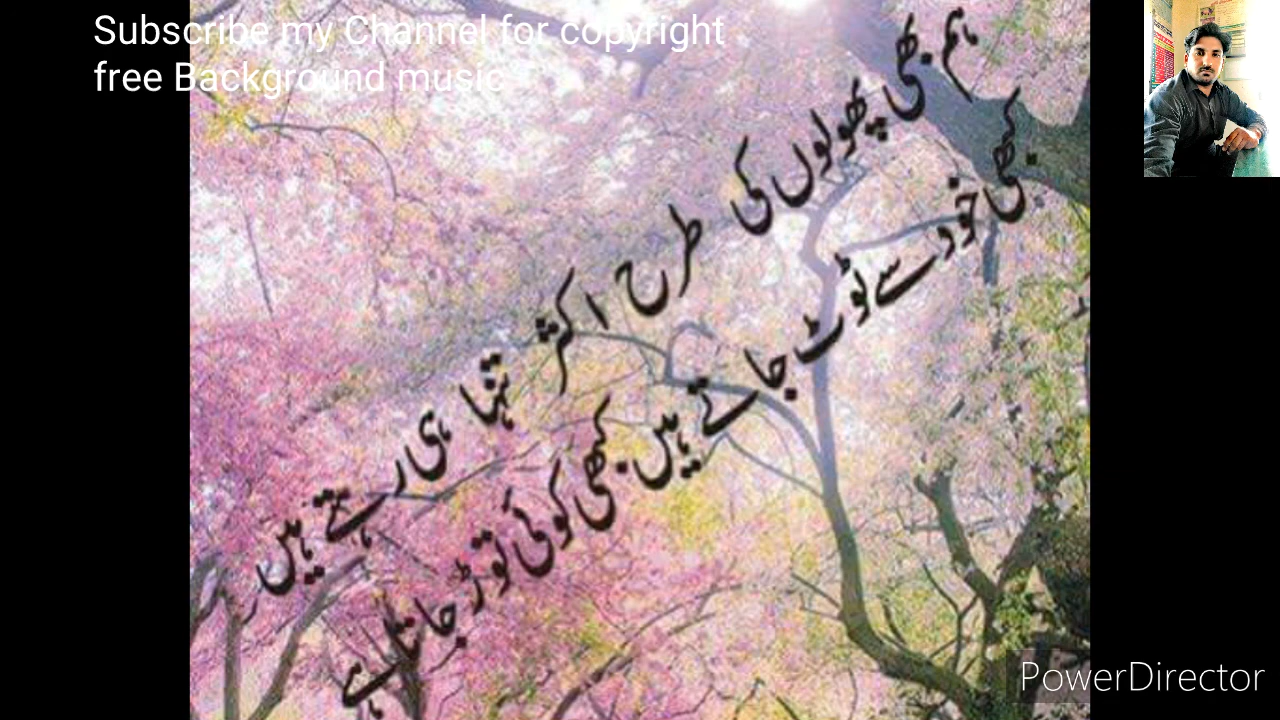 Subscribe my Channel for copyright
free Background music
ہم بھی پھولوں کی طرح اکثر تنہا ہی رہتے ہیں
کبھی خود سے ٹوٹ جاتے ہیں کبھی کوئی توڑ جاتا ہے
PowerDirector